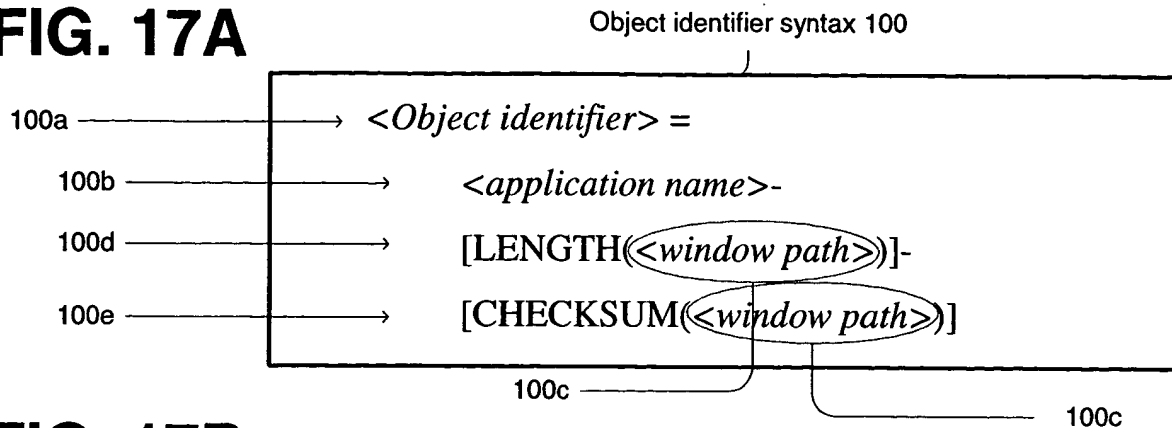 FIG. 17A
Object identifier syntax 100
100a
<Object identifier> =
100b
<application name>-
100d
[LENGTH(<window path>)]-
100e
[CHECKSUM(<window path>)]
100c
100c